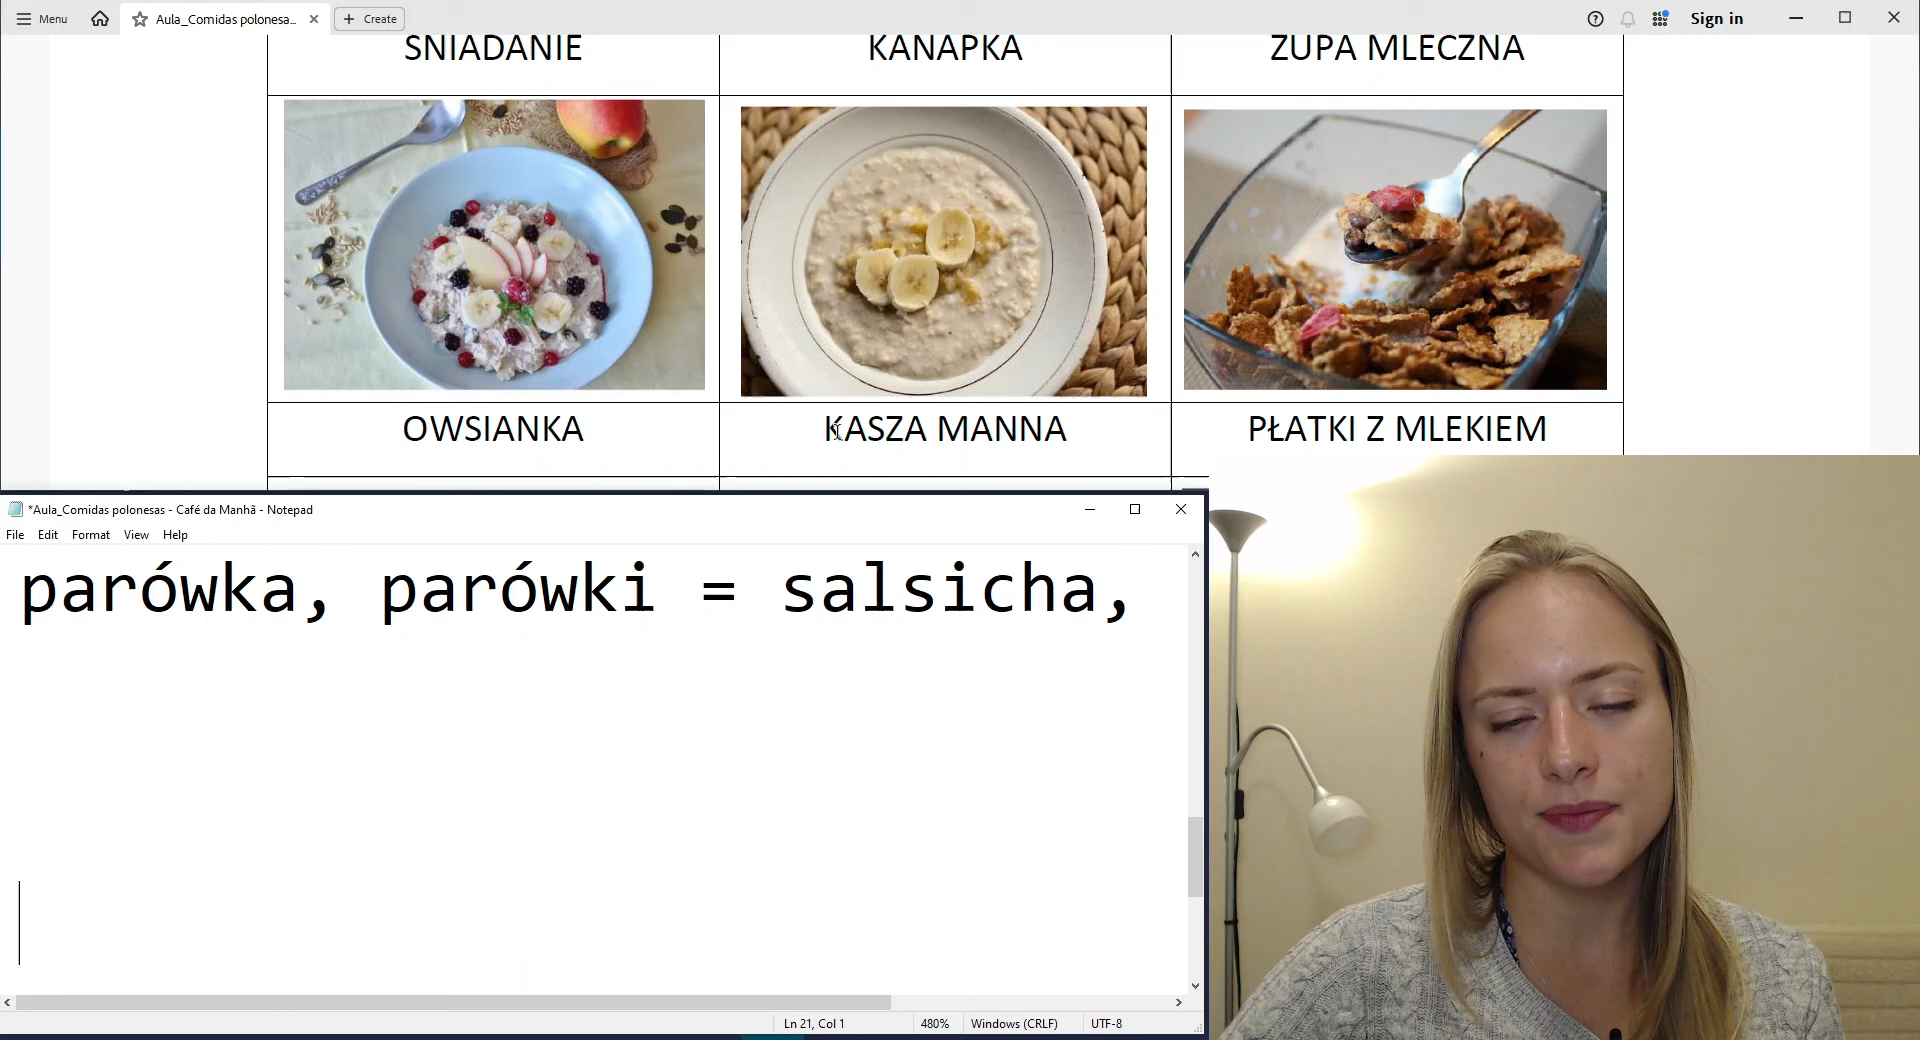 Menu
Aula_Comidas polonesa...
Create
Sign in
ŚNIADANIE
KANAPKA
ZUPA MLECZNA
OWSIANKA
KASZA MANNA
PŁATKI Z MLEKIEM
*Aula_Comidas polonesas - Café da Manhã - Notepad
File Edit Format View Help
parówka, parówki = salsicha,
Ln 21, Col 1
480%
Windows (CRLF)
UTF-8